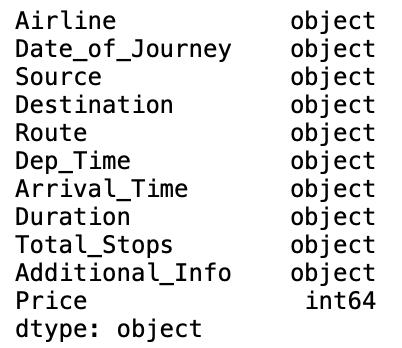 Airline object
Date_of_Journey object
Source object
Destination object
Route object
Dep_Time object
Arrival_Time object
Duration object
Total_Stops object
Additional_Info object
Price int64
dtype: object